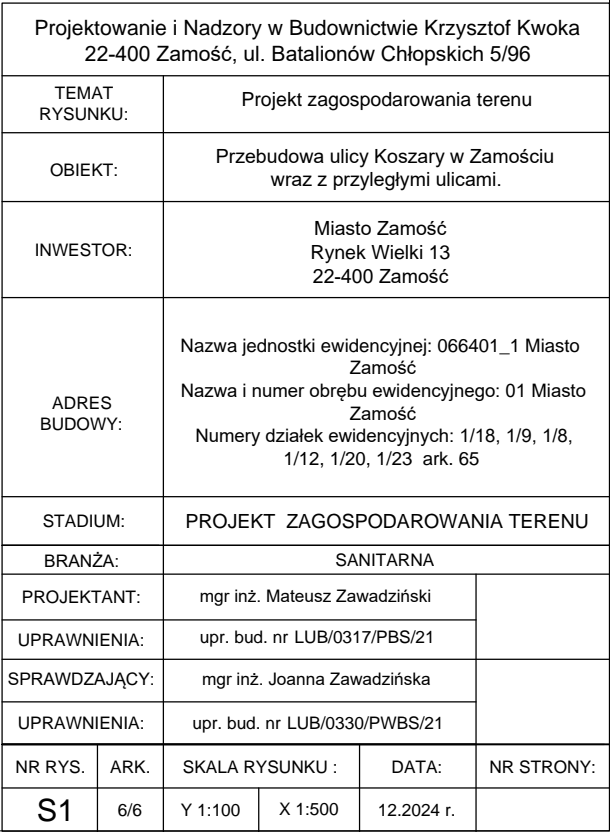 Projektowanie i Nadzory w Budownictwie Krzysztof Kwoka
22-400 Zamość, ul. Batalionów Chłopskich 5/96
TEMAT
RYSUNKU:
Projekt zagospodarowania terenu
OBIEKT:
Przebudowa ulicy Koszary w Zamościu
wraz z przyległymi ulicami.
INWESTOR:
Miasto Zamość
Rynek Wielki 13
22-400 Zamość
ADRES
BUDOWY:
Nazwa jednostki ewidencyjnej: 066401_1 Miasto
Zamość
Nazwa i numer obrębu ewidencyjnego: 01 Miasto
Zamość
Numery działek ewidencyjnych: 1/18, 1/9, 1/8,
1/12, 1/20, 1/23 ark. 65
STADIUM:
PROJEKT ZAGOSPODAROWANIA TERENU
BRANŻA:
SANITARNA
PROJEKTANT:
mgr inż. Mateusz Zawadziński
UPRAWNIENIA:
upr. bud. nr LUB/0317/PBS/21
SPRAWDZAJĄCY:
mgr inż. Joanna Zawadzińska
UPRAWNIENIA:
upr. bud. nr LUB/0330/PWBS/21
NR RYS.
ARK.
SKALA RYSUNKU :
DATA:
NR STRONY:
S1
6/6
Y 1:100
X 1:500
12.2024 r.